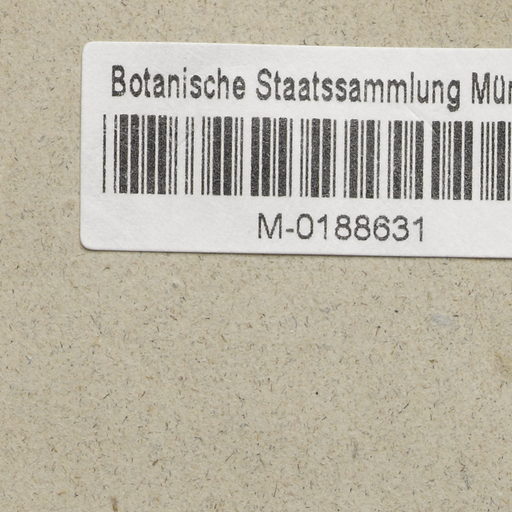 Botanische Staatssammlung Mün
M-0188631